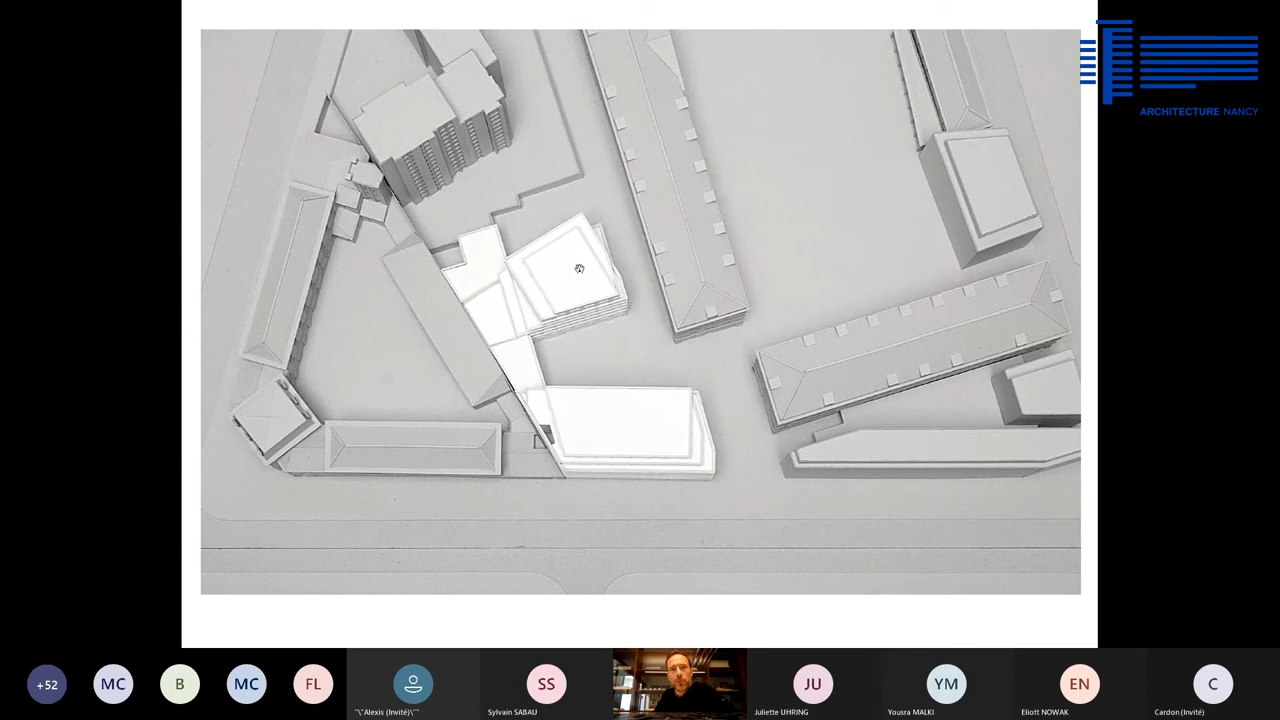 ARCHITECTURE NANCY
+52
MC
B
MC
FL
"\"Alexis (Invité)\""
SS
Sylvain SABAU
JU
Juliette UHRING
YM
Yousra MALKI
EN
Eliott NOWAK
C
Cardon (Invité)